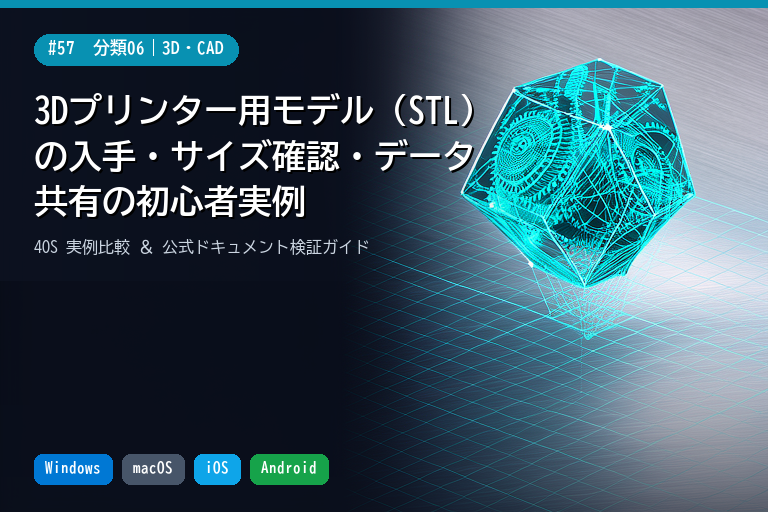 #57 分類06｜3D・CAD
3Dプリンター用モデル（STL）
の入手・サイズ確認・データ
共有の初心者実例
4OS 実例比較 ＆ 公式ドキュメント検証ガイド
Windows macOS iOS Android